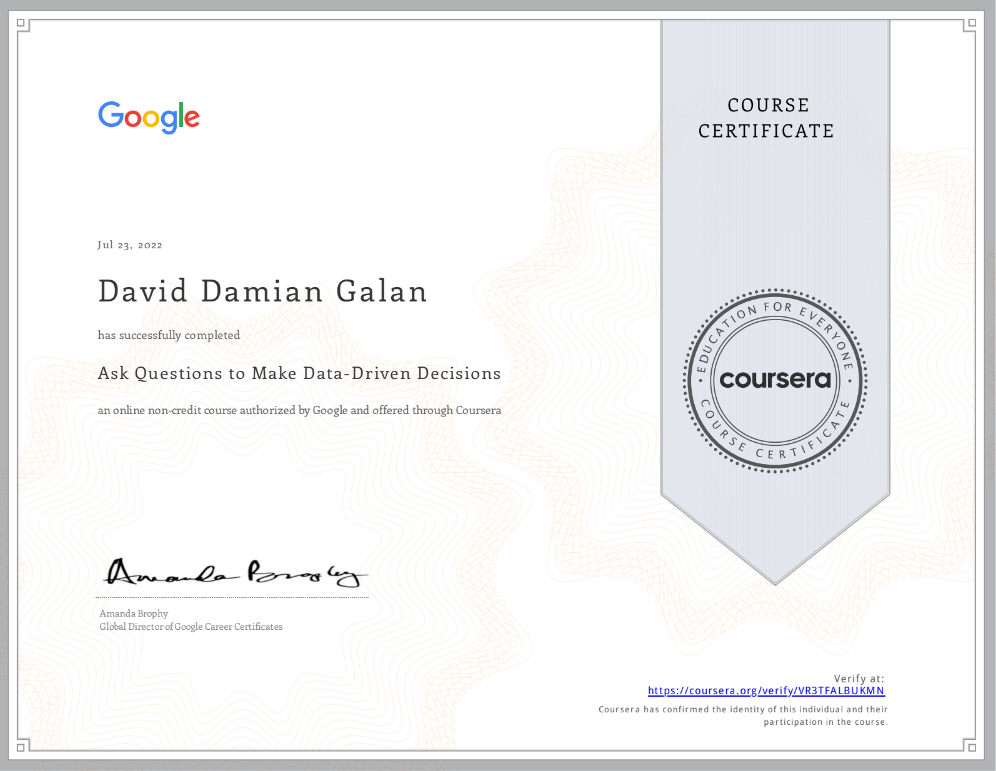 Google
COURSE
CERTIFICATE
Jul 23, 2022
David Damian Galan
has successfully completed
Ask Questions to Make Data-Driven Decisions
an online non-credit course authorized by Google and offered through Coursera
EDUCATION FOR EVERYONE
coursera
COURSE CERTIFICATE
Amanda Brophy
Amanda Brophy
Global Director of Google Career Certificates
Verify at:
https://coursera.org/verify/VR3TFALBUKMN
Coursera has confirmed the identity of this individual and their
participation in the course.